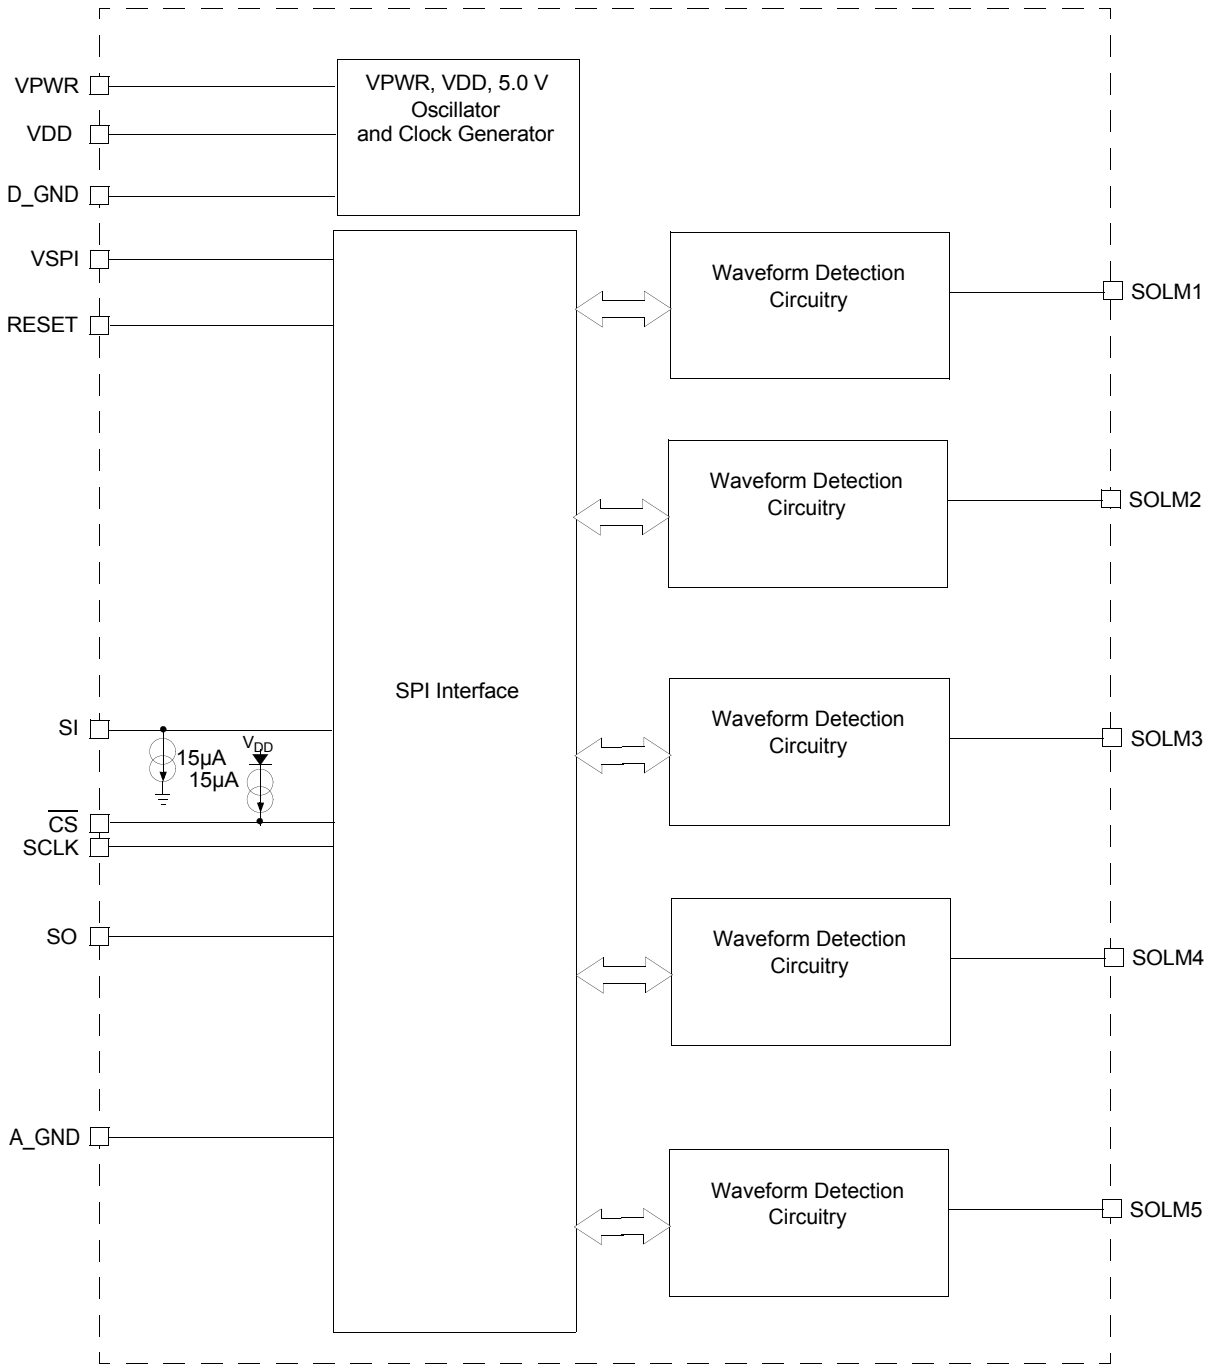 VPWR
VDD
D_GND
VSPI
RESET
SI
CS
SCLK
SO
A_GND
VPWR, VDD, 5.0 V
Oscillator
and Clock Generator
SPI Interface
15µA
VDD
15µA
Waveform Detection
Circuitry
SOLM1
Waveform Detection
Circuitry
SOLM2
Waveform Detection
Circuitry
SOLM3
Waveform Detection
Circuitry
SOLM4
Waveform Detection
Circuitry
SOLM5